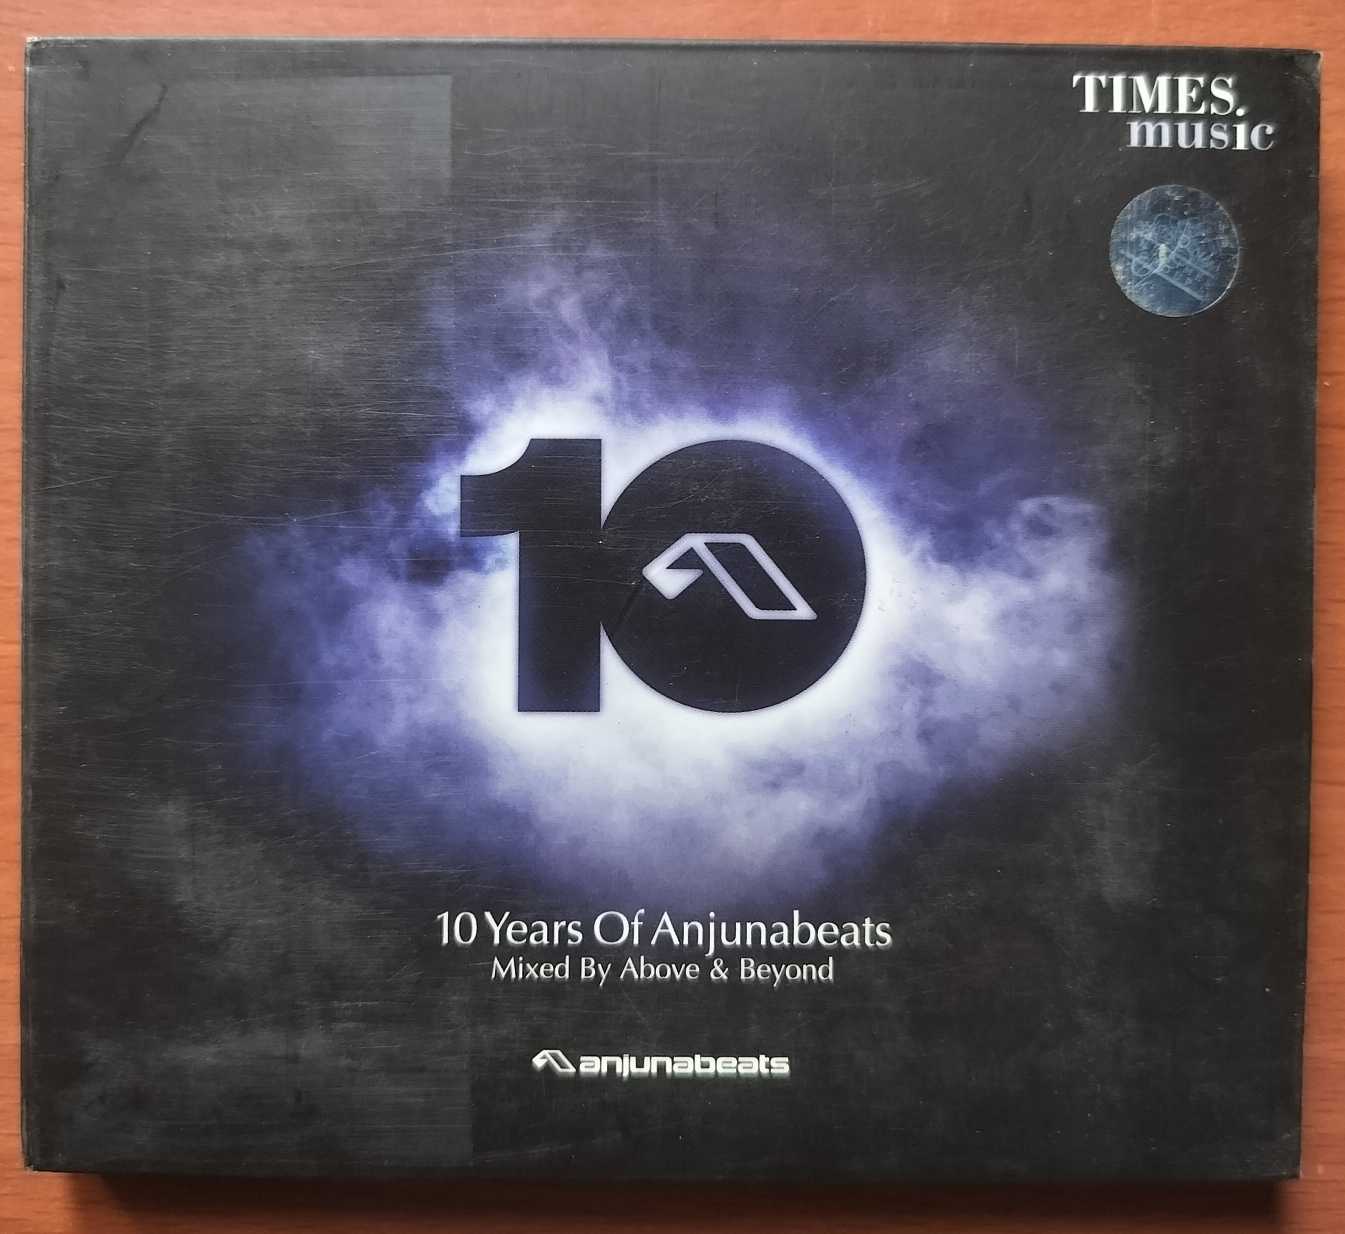 TIMES.
music
10
10 Years Of Anjunabeats
Mixed By Above & Beyond
anjunabeats